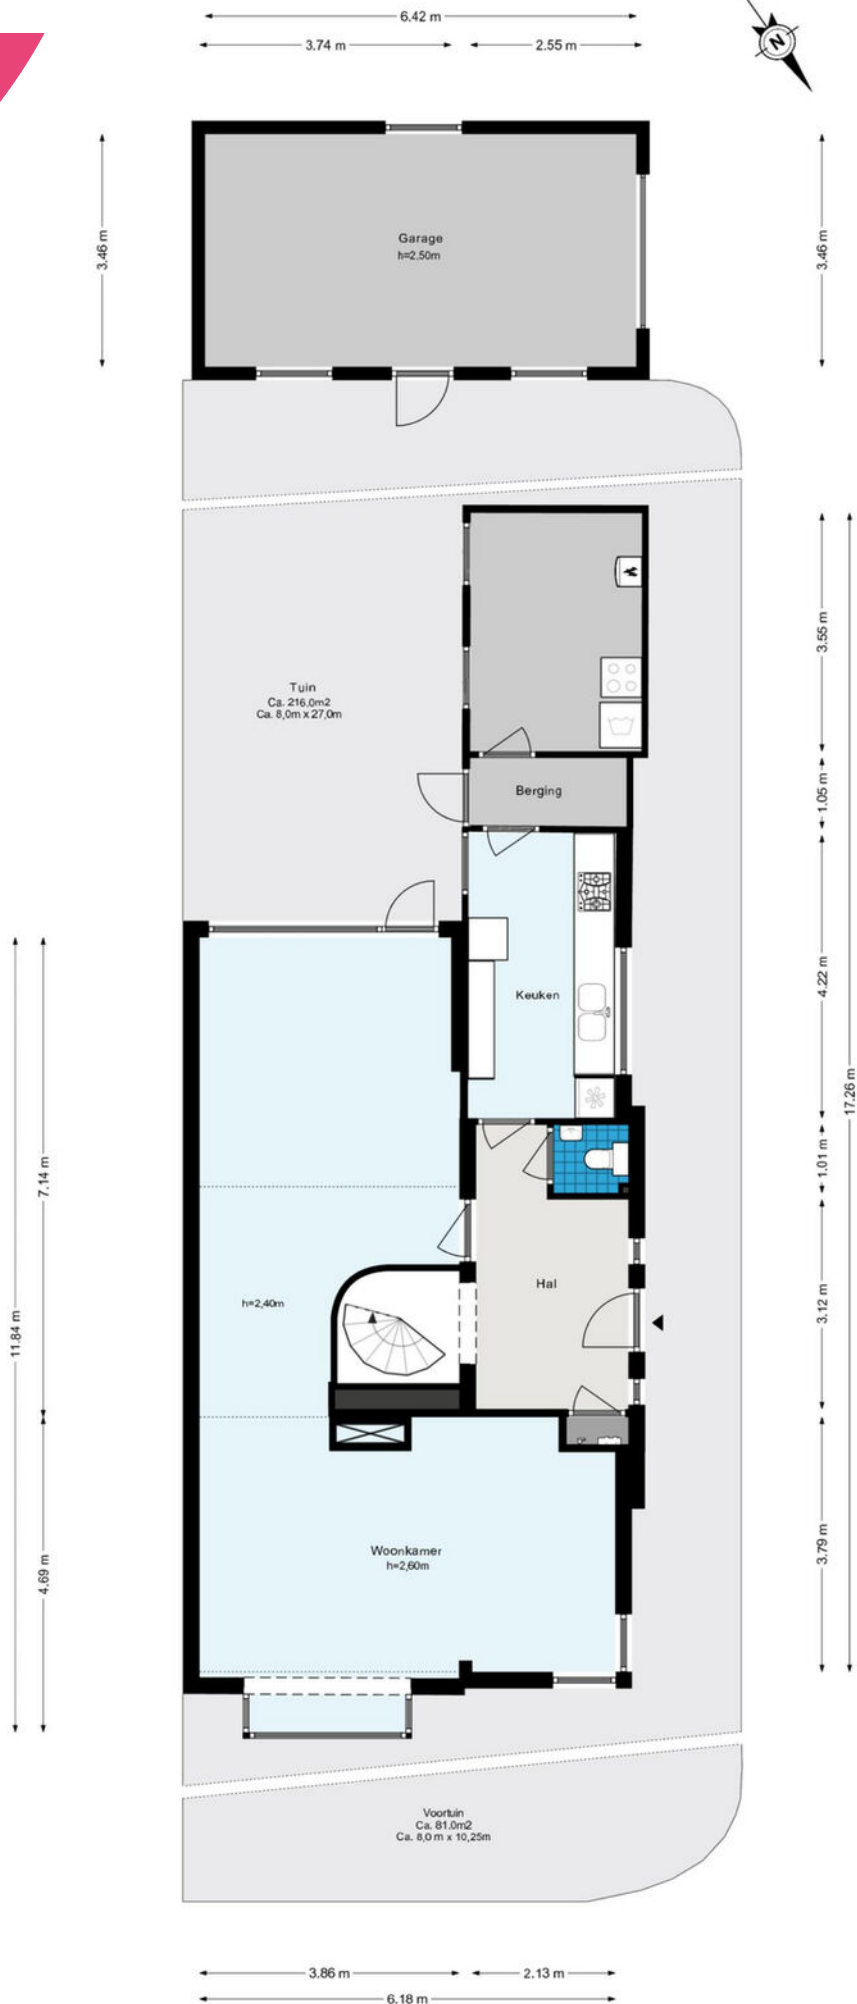 6.42 m
3.74 m
2.55 m
N
3.46 m
3.46 m
Garage
h=2.50m
3.55 m
Tuin
Ca. 216,0m2
Ca. 8,0m x 27,0m
1.05 m
Berging
4.22 m
Keuken
17.26 m
1.01 m
7.14 m
Hal
3.12 m
h=2,40m
11.84 m
3.79 m
Woonkamer
h=2,60m
4.69 m
Voortuin
Ca. 81.0m2
Ca. 8,0 m x 10,25m
3.86 m
2.13 m
6.18 m